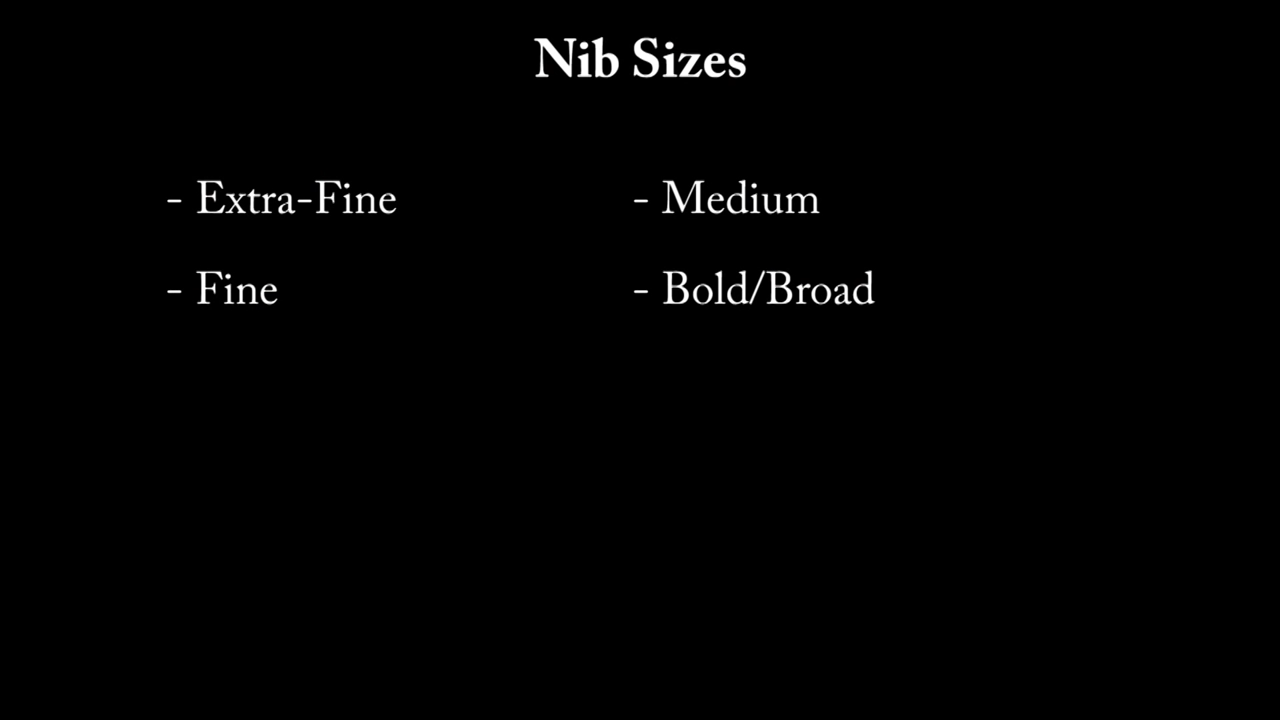 Nib Sizes
- Extra-Fine
- Fine
- Medium
- Bold/Broad